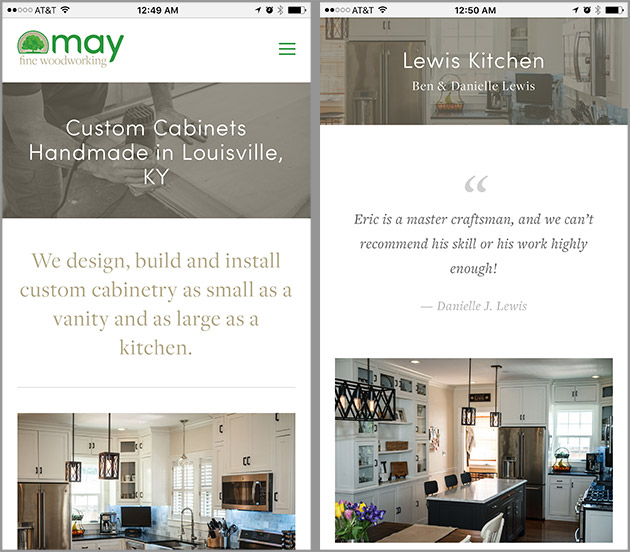 AT&T 12:49 AM
may
fine woodworking
Custom Cabinets
Handmade in Louisville,
KY
We design, build and install
custom cabinetry as small as a
vanity and as large as a
kitchen.
AT&T 12:50 AM
Lewis Kitchen
Ben & Danielle Lewis
“
Eric is a master craftsman, and we can’t
recommend his skill or his work highly
enough!
— Danielle J. Lewis